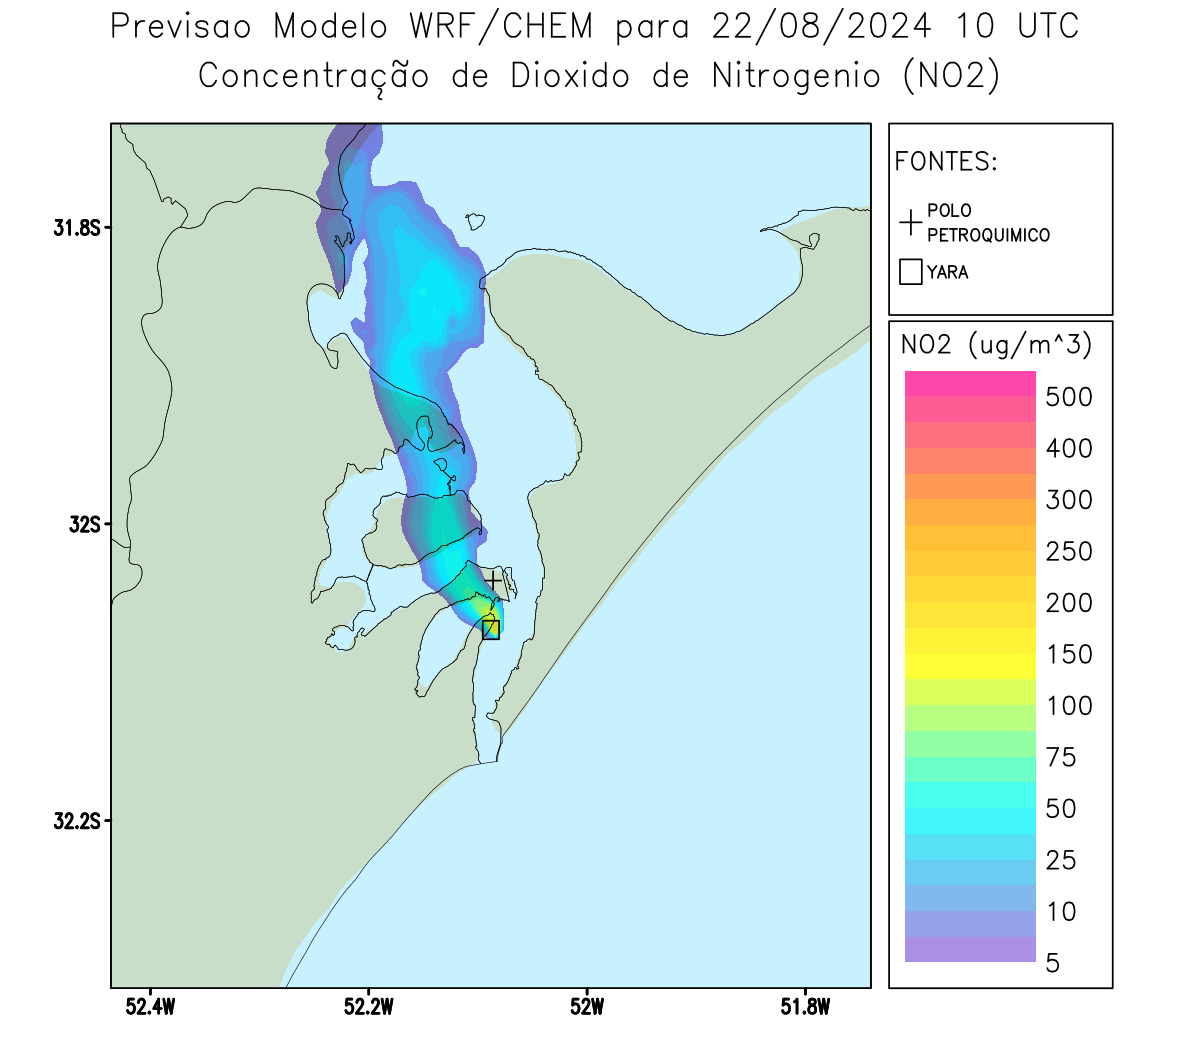 Previsao Modelo WRF/CHEM para 22/08/2024 10 UTC
Concentração de Dioxido de Nitrogenio (NO2)
FONTES:
POLO
PETROQUIMICO
YARA
31.8S
32S
32.2S
52.4W
52.2W
52W
51.8W
NO2 (ug/m^3)
500
400
300
250
200
150
100
75
50
25
10
5